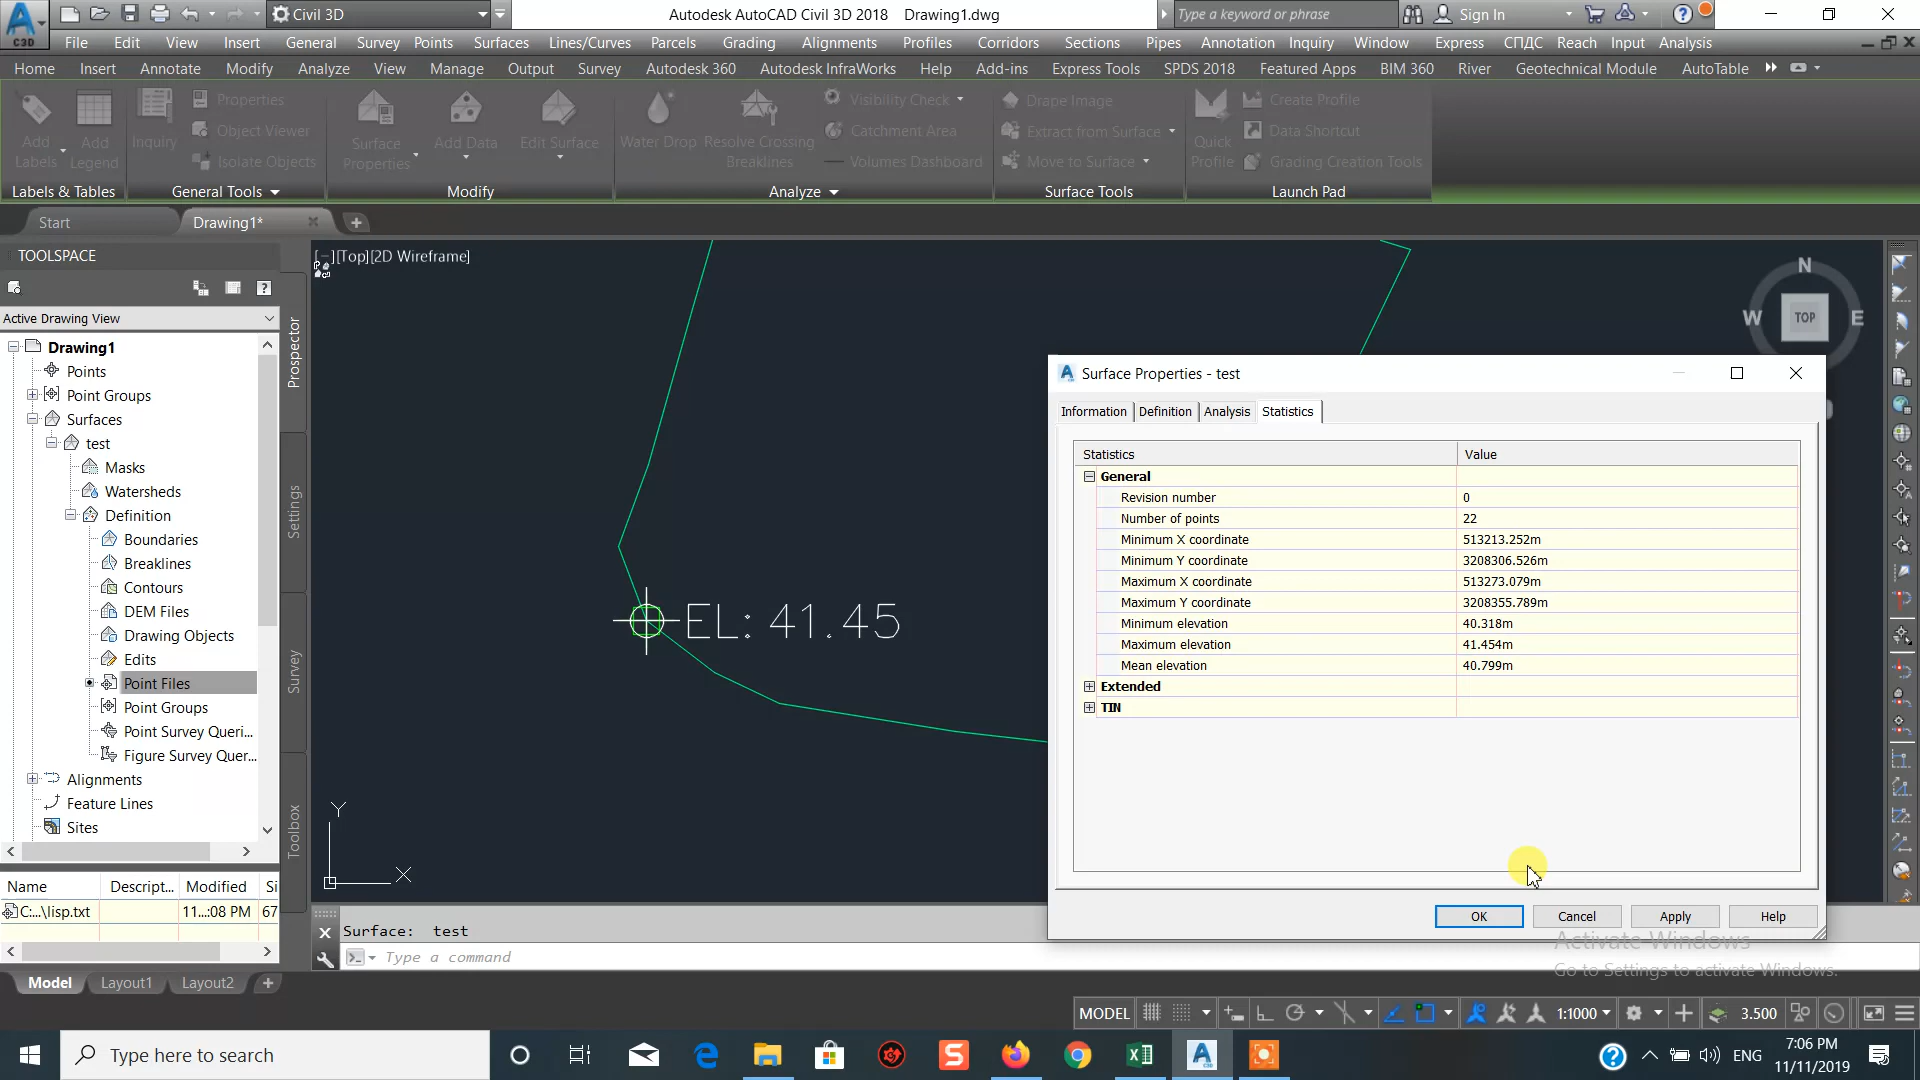 Civil 3D
Autodesk AutoCAD Civil 3D 2018 Drawing1.dwg
Type a keyword or phrase
Sign In
C3D
File Edit View Insert General Survey Points Surfaces Lines/Curves Parcels Grading Alignments Profiles Corridors Sections Pipes Annotation Inquiry Window Express СПДС Reach Input Analysis
Home Insert Annotate Modify Analyze View Manage Output Survey Autodesk 360 Autodesk InfraWorks Help Add-ins Express Tools SPDS 2018 Featured Apps BIM 360 River Geotechnical Module AutoTable
Add Labels
Add Legend
Labels & Tables
Inquiry
Properties
Object Viewer
Isolate Objects
General Tools
Surface Properties
Add Data
Edit Surface
Modify
Water Drop
Resolve Crossing Breaklines
Visibility Check
Catchment Area
Volumes Dashboard
Analyze
Drape Image
Extract from Surface
Move to Surface
Surface Tools
Quick Profile
Create Profile
Data Shortcut
Grading Creation Tools
Launch Pad
Start
Drawing1*
TOOLSPACE
Active Drawing View
Drawing1
Points
Point Groups
Surfaces
test
Masks
Watersheds
Definition
Boundaries
Breaklines
Contours
DEM Files
Drawing Objects
Edits
Point Files
Point Groups
Point Survey Queri...
Figure Survey Quer...
Alignments
Feature Lines
Sites
Prospector
Settings
Survey
Toolbox
Name Descript... Modified Si
C:...\lisp.txt 11...:08 PM 67
[−][Top][2D Wireframe]
N
W TOP E
EL: 41.45
Y
X
Surface Properties - test
Information Definition Analysis Statistics
Statistics Value
General
Revision number 0
Number of points 22
Minimum X coordinate 513213.252m
Minimum Y coordinate 3208306.526m
Maximum X coordinate 513273.079m
Maximum Y coordinate 3208355.789m
Minimum elevation 40.318m
Maximum elevation 41.454m
Mean elevation 40.799m
Extended
TIN
OK Cancel Apply Help
Surface: test
Type a command
Activate Windows
Go to Settings to activate Windows.
Model Layout1 Layout2
MODEL 1:1000 3.500
Type here to search
ENG
7:06 PM
11/11/2019